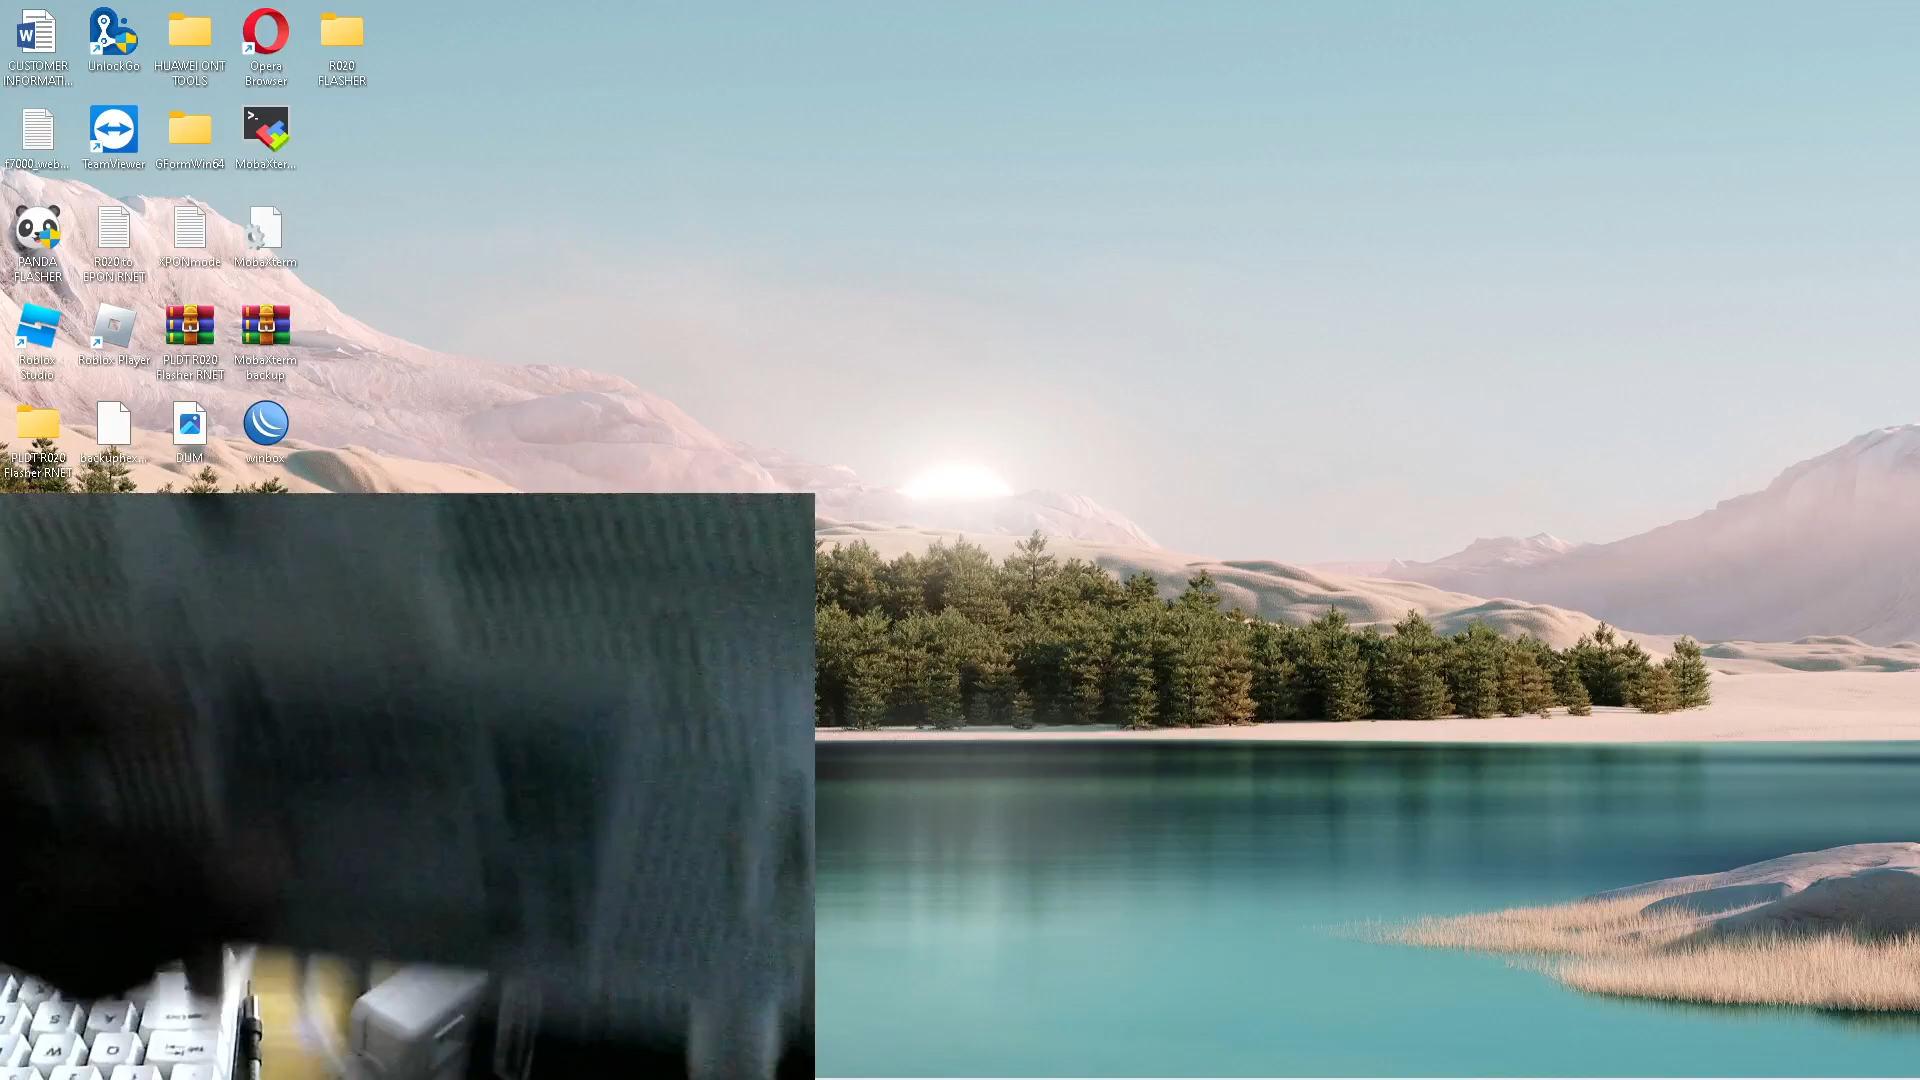 CUSTOMER
INFORMATI...
UnlockGo
HUAWEI ONT
TOOLS
Opera
Browser
R020
FLASHER
f7000_web...
TeamViewer
GFormWin64
MobaXter...
PANDA
FLASHER
R020 to
EPON RNET
XPONmode
MobaXterm
Roblox
Studio
Roblox Player
PLDT R020
Flasher RNET
MobaXterm
backup
PLDT R020
Flasher RNET
backuphex...
DUM
winbox
S
A
W
Q